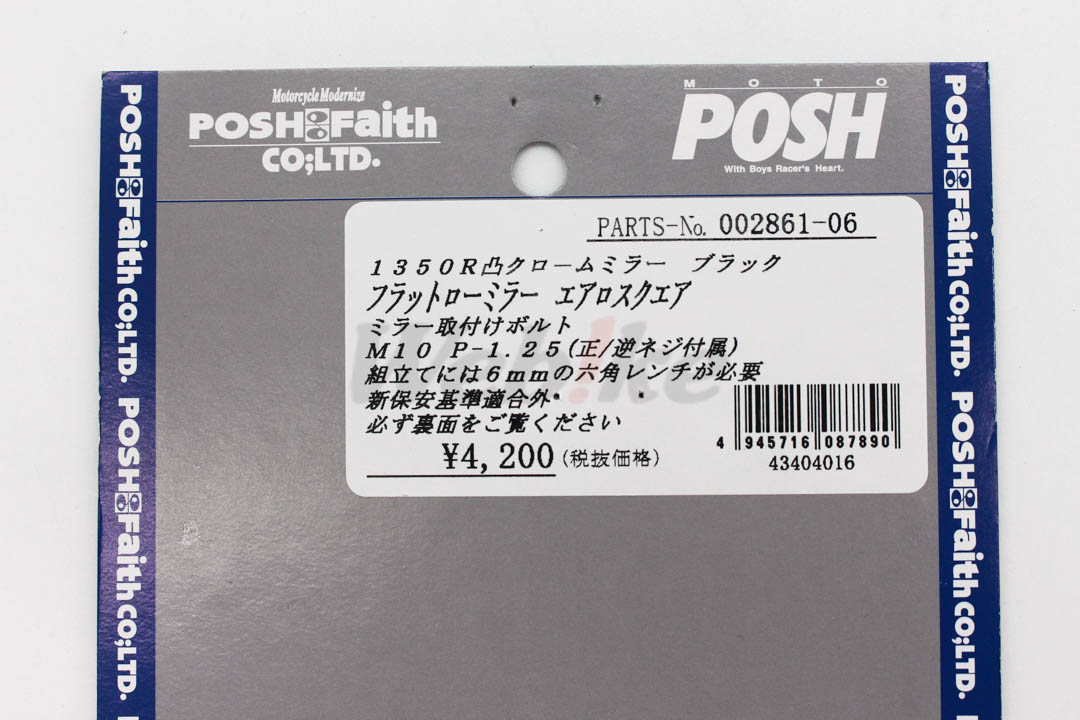 Motorcycle Modernize
POSH Faith
CO;LTD.
MOTO
POSH
With Boys Racer's Heart.
PARTS-No. 002861-06
1350R凸クロームミラー ブラック
フラットローミラー エアロスクエア
ミラー取付けボルト
M10 P-1.25(正/逆ネジ付属)
組立てには6mmの六角レンチが必要
新保安基準適合外
必ず裏面をご覧ください
¥4,200(税抜価格)
4 945716 087890
43404016
Webike
POSH Faith CO;LTD.
POSH Faith CO;LTD.
P
POSH Faith CO;LTD.
POSH Faith CO;LTD.
P